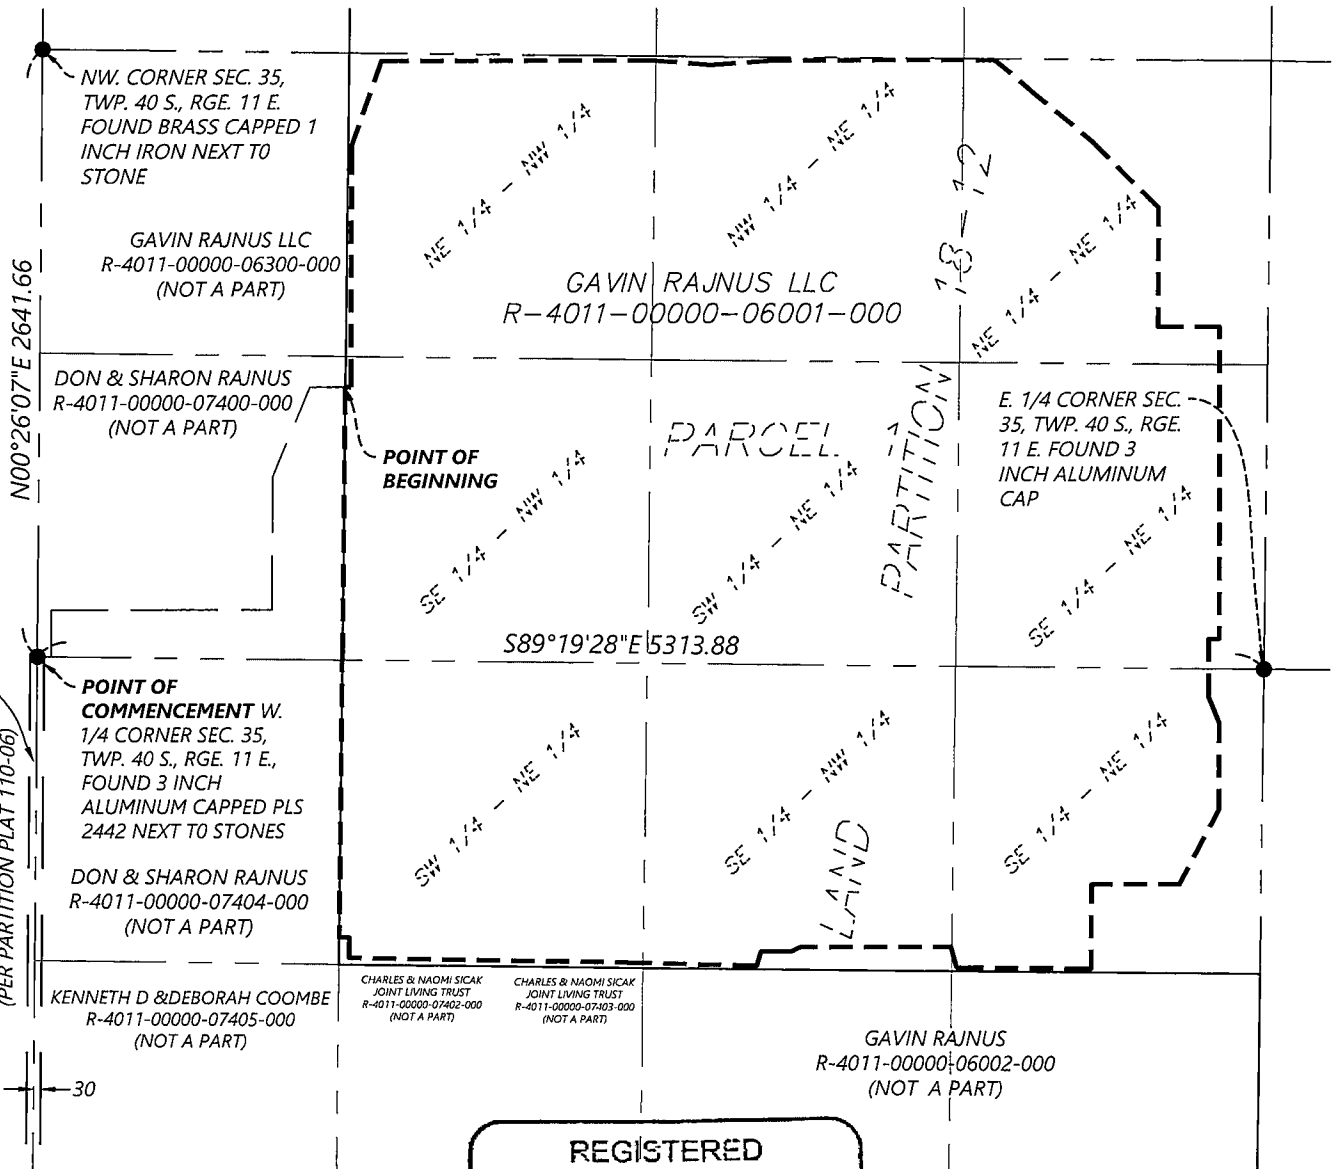 NW. CORNER SEC. 35,
TWP. 40 S., RGE. 11 E.
FOUND BRASS CAPPED 1
INCH IRON NEXT T0
STONE
NE 1/4 - NW 1/4
NW 1/4 - NE 1/4
NE 1/4 - NE 1/4
18-12
GAVIN RAJNUS LLC
R-4011-00000-06300-000
(NOT A PART)
GAVIN RAJNUS LLC
R-4011-00000-06001-000
N00°26'07"E 2641.66
DON & SHARON RAJNUS
R-4011-00000-07400-000
(NOT A PART)
POINT OF
BEGINNING
PARCEL 1
PARTITION
E. 1/4 CORNER SEC.
35, TWP. 40 S., RGE.
11 E. FOUND 3
INCH ALUMINUM
CAP
SE 1/4 - NW 1/4
SW 1/4 - NE 1/4
SE 1/4 - NE 1/4
S89°19'28"E 5313.88
POINT OF
COMMENCEMENT W.
1/4 CORNER SEC. 35,
TWP. 40 S., RGE. 11 E.,
FOUND 3 INCH
ALUMINUM CAPPED PLS
2442 NEXT T0 STONES
(PER PARTITION PLAT 110-06)
SW 1/4 - NE 1/4
SE 1/4 - NW 1/4
SE 1/4 - NE 1/4
LAND
DON & SHARON RAJNUS
R-4011-00000-07404-000
(NOT A PART)
KENNETH D &DEBORAH COOMBE
R-4011-00000-07405-000
(NOT A PART)
CHARLES & NAOMI SICAK
JOINT LIVING TRUST
R-4011-00000-07402-000
(NOT A PART)
CHARLES & NAOMI SICAK
JOINT LIVING TRUST
R-4011-00000-07403-000
(NOT A PART)
GAVIN RAJNUS
R-4011-00000-06002-000
(NOT A PART)
30
REGISTERED